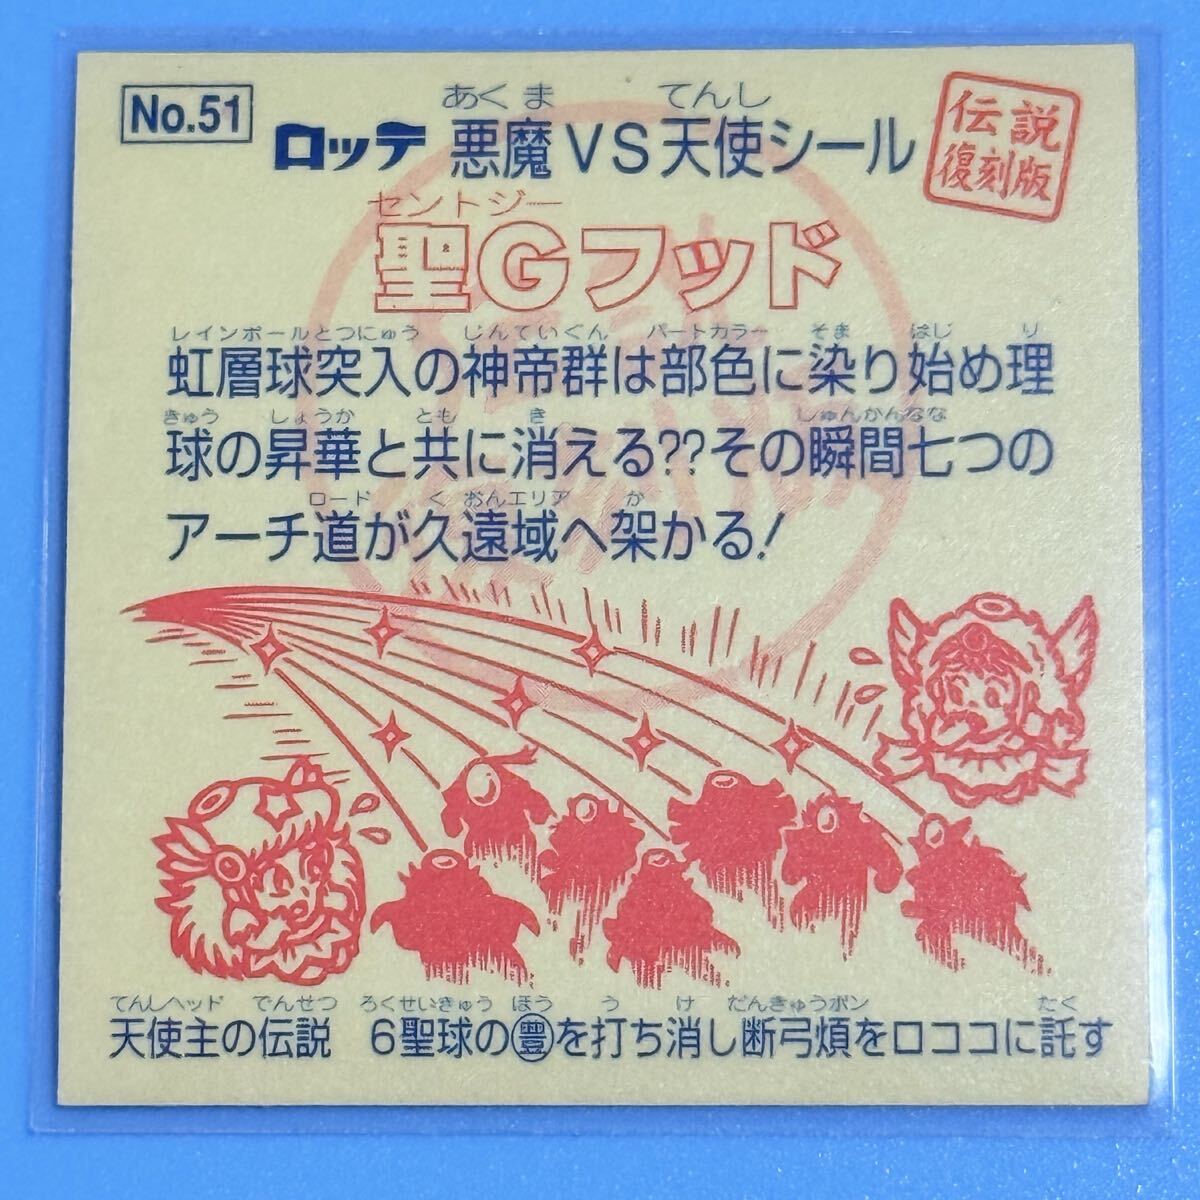 No.51
あくま てんし
ロッテ 悪魔VS天使シール
伝説
復刻版
セントジー
聖Gフッド
レインボールとつにゅう じんていぐん パートカラー そま はじ り
虹層球突入の神帝群は部色に染り始め理
きゅう しょうか とも き しゅんかんなな
球の昇華と共に消える??その瞬間七つの
ロード く おんエリア か
アーチ道が久遠域へ架かる!
てんしヘッド でんせつ ろくせいきゅう ほう う け だんきゅうボン たく
天使主の伝説 6聖球の豊を打ち消し断弓煩をロココに託す